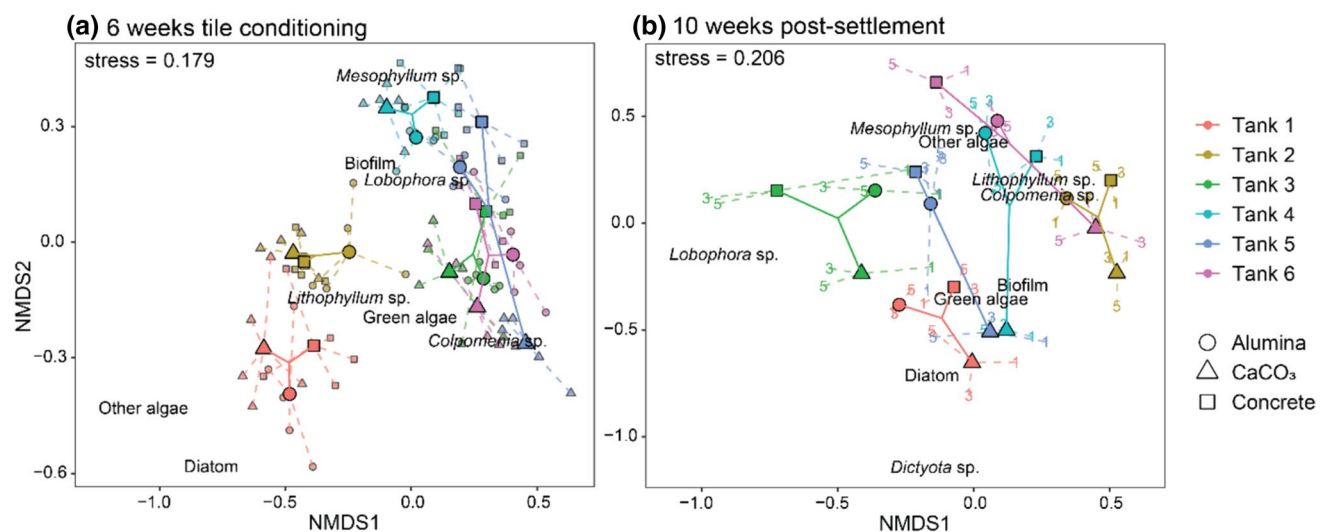 (a) 6 weeks tile conditioning
stress = 0.179
Mesophyllum sp.
Biofilm
Lobophora sp.
Lithophyllum sp.
Green algae
Colpomenia sp.
Other algae
Diatom
NMDS2
0.3
0.0
−0.3
−0.6
−1.0
−0.5
0.0
0.5
NMDS1
(b) 10 weeks post-settlement
stress = 0.206
Mesophyllum sp.
Other algae
Lithophyllum sp.
Colpomenia sp.
Lobophora sp.
Biofilm
Green algae
Diatom
Dictyota sp.
0.5
0.0
−0.5
−1.0
−1.0
−0.5
0.0
0.5
NMDS1
Tank 1
Tank 2
Tank 3
Tank 4
Tank 5
Tank 6
Alumina
CaCO₃
Concrete